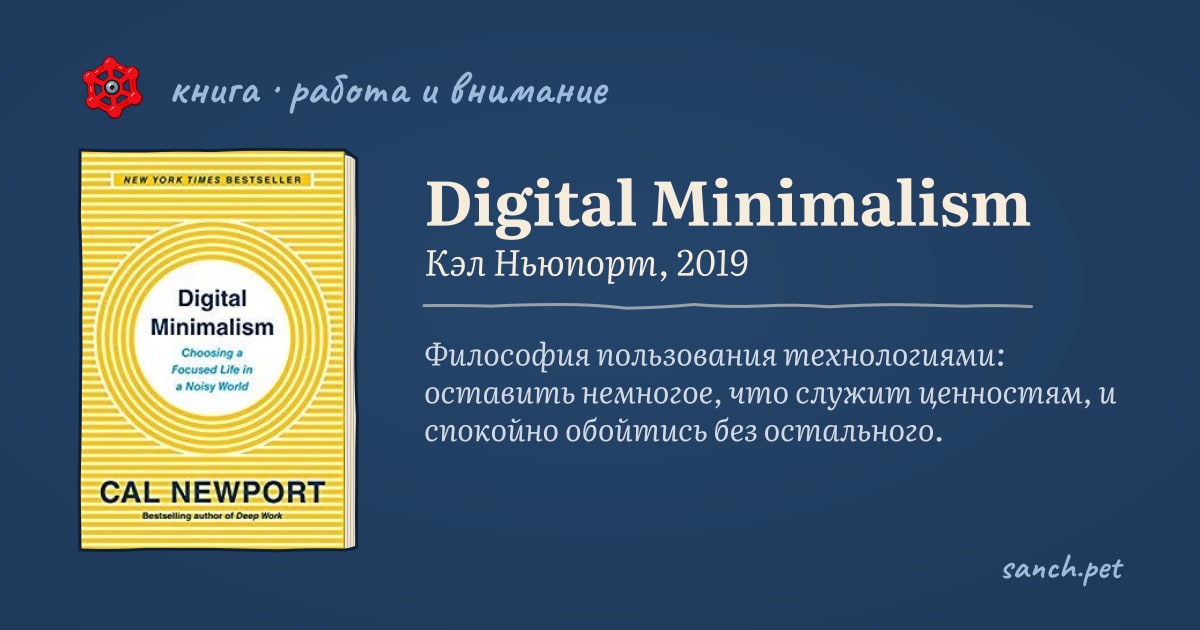 книга · работа и внимание
NEW YORK TIMES BESTSELLER
Digital
Minimalism
Choosing a
Focused Life in
a Noisy World
CAL NEWPORT
Bestselling author of Deep Work
Digital Minimalism
Кэл Ньюпорт, 2019
Философия пользования технологиями:
оставить немногое, что служит ценностям, и
спокойно обойтись без остального.
sanch.pet